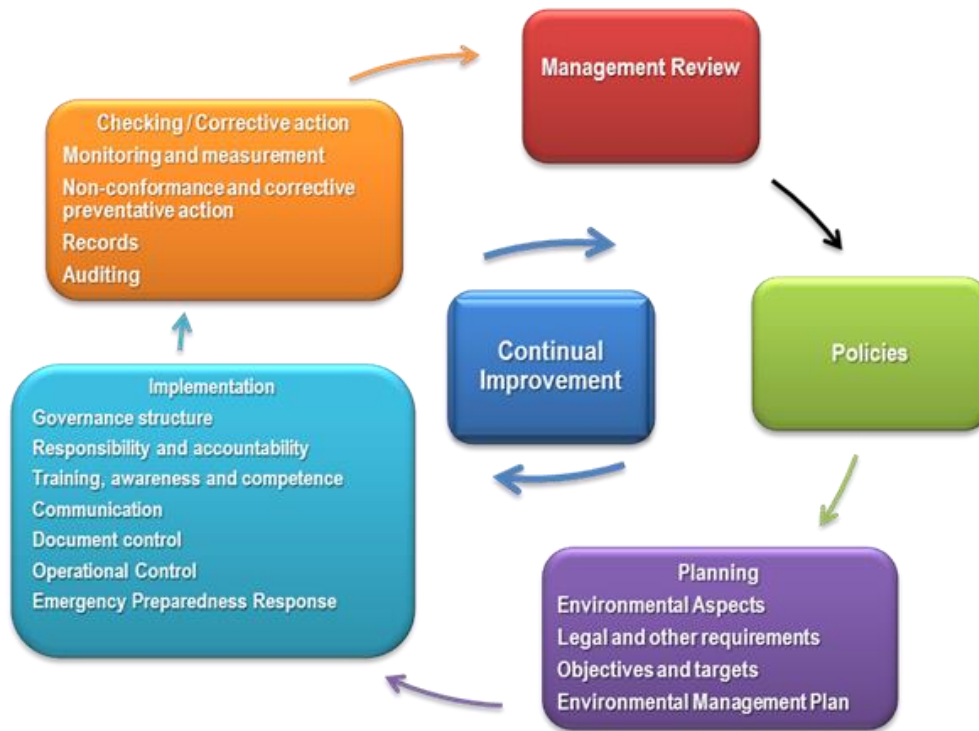 Management Review
Checking / Corrective action
Monitoring and measurement
Non-conformance and corrective
preventative action
Records
Auditing
Continual
Improvement
Policies
Implementation
Governance structure
Responsibility and accountability
Training, awareness and competence
Communication
Document control
Operational Control
Emergency Preparedness Response
Planning
Environmental Aspects
Legal and other requirements
Objectives and targets
Environmental Management Plan